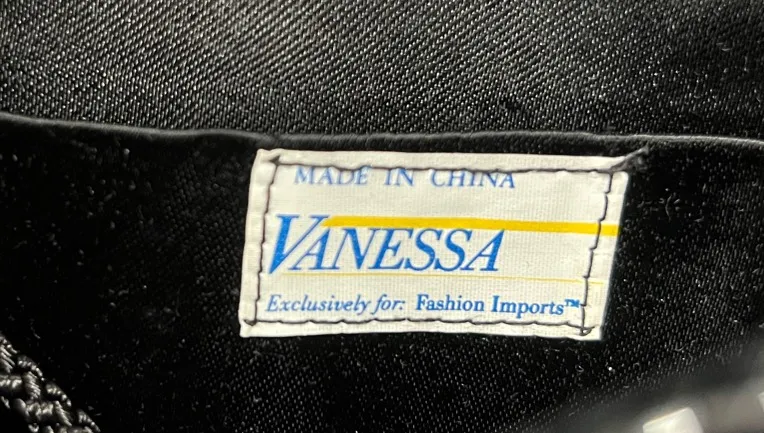 MADE IN CHINA
VANESSA
Exclusively for: Fashion Imports™